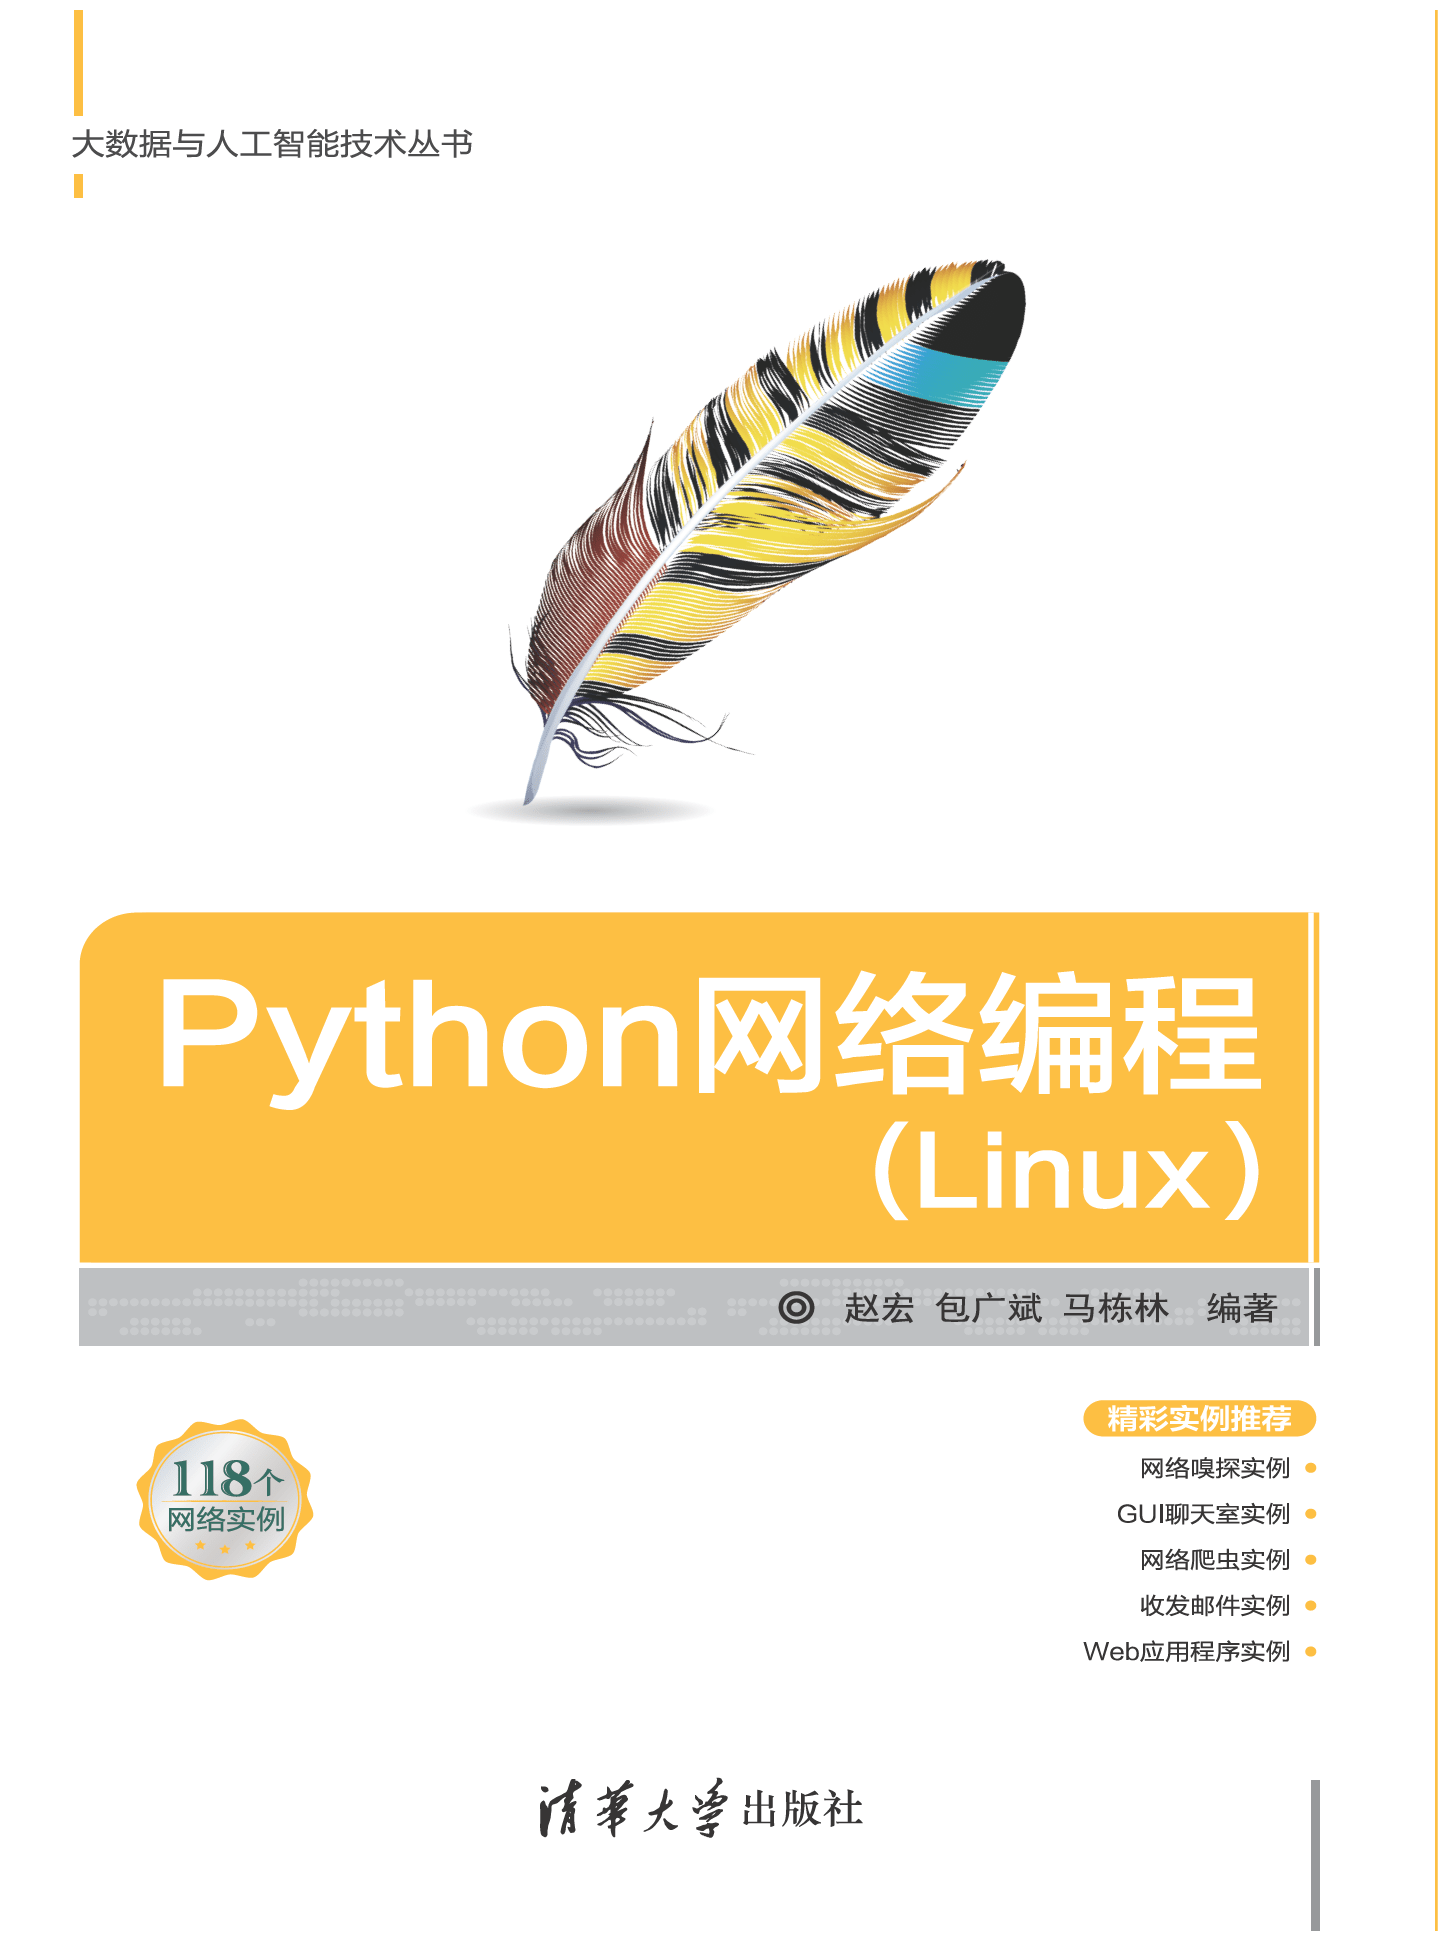 大数据与人工智能技术丛书
Python网络编程
（Linux）
赵宏 包广斌 马栋林 编著
118个
网络实例
精彩实例推荐
网络嗅探实例
GUI聊天室实例
网络爬虫实例
收发邮件实例
Web应用程序实例
清华大学出版社